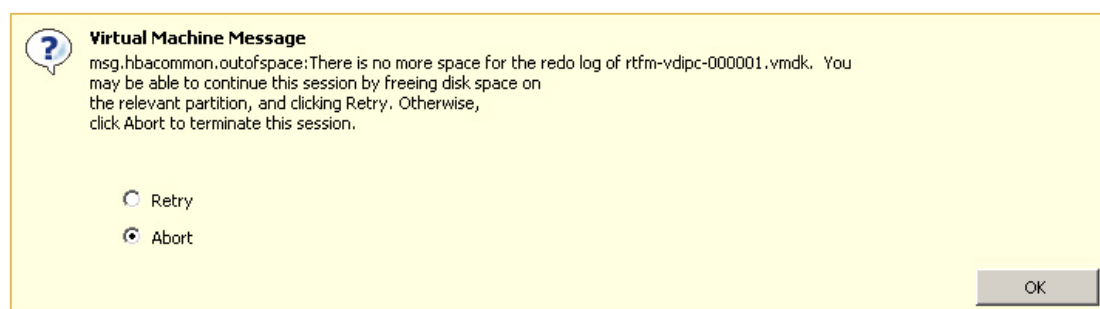 Virtual Machine Message
msg.hbacommon.outofspace:There is no more space for the redo log of rtfm-vdipc-000001.vmdk. You
may be able to continue this session by freeing disk space on
the relevant partition, and clicking Retry. Otherwise,
click Abort to terminate this session.
Retry
Abort
OK